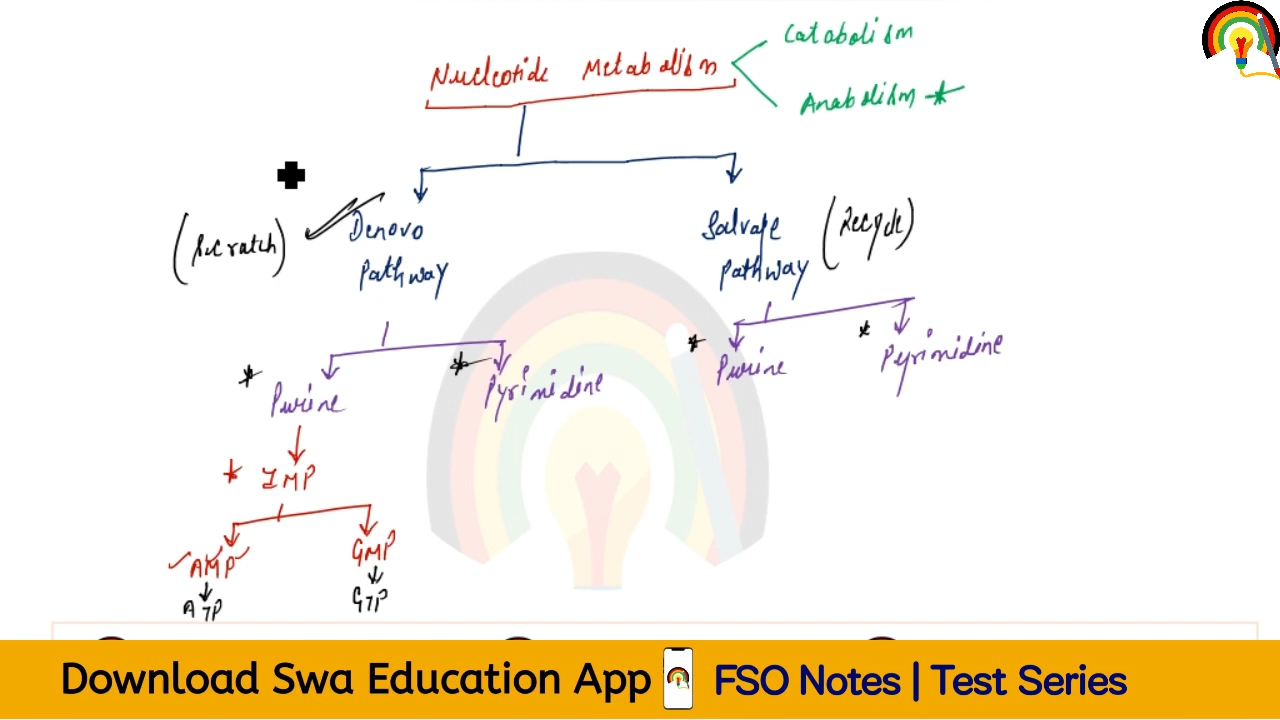 Catabolism
Nucleotide Metabolism
Anabolism
(Scratch)
Denovo
Pathway
Salvage
Pathway
(Recycle)
Purine
Pyrimidine
Purine
Pyrimidine
IMP
AMP
GMP
ATP
GTP
Download Swa Education App
FSO Notes | Test Series